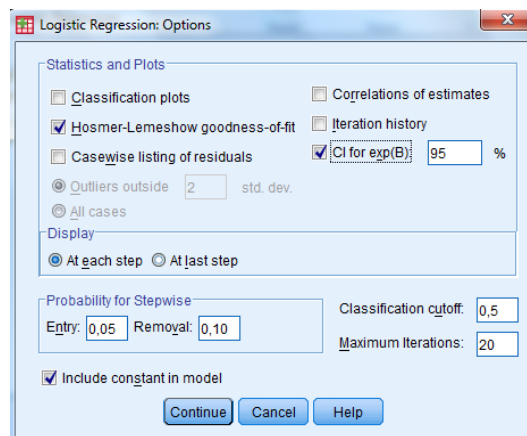 Logistic Regression: Options
Statistics and Plots
Classification plots
Correlations of estimates
Hosmer-Lemeshow goodness-of-fit
Iteration history
Casewise listing of residuals
CI for exp(B): 95 %
Outliers outside 2 std. dev.
All cases
Display
At each step At last step
Probability for Stepwise
Entry: 0,05 Removal: 0,10
Classification cutoff: 0,5
Maximum Iterations: 20
Include constant in model
Continue Cancel Help